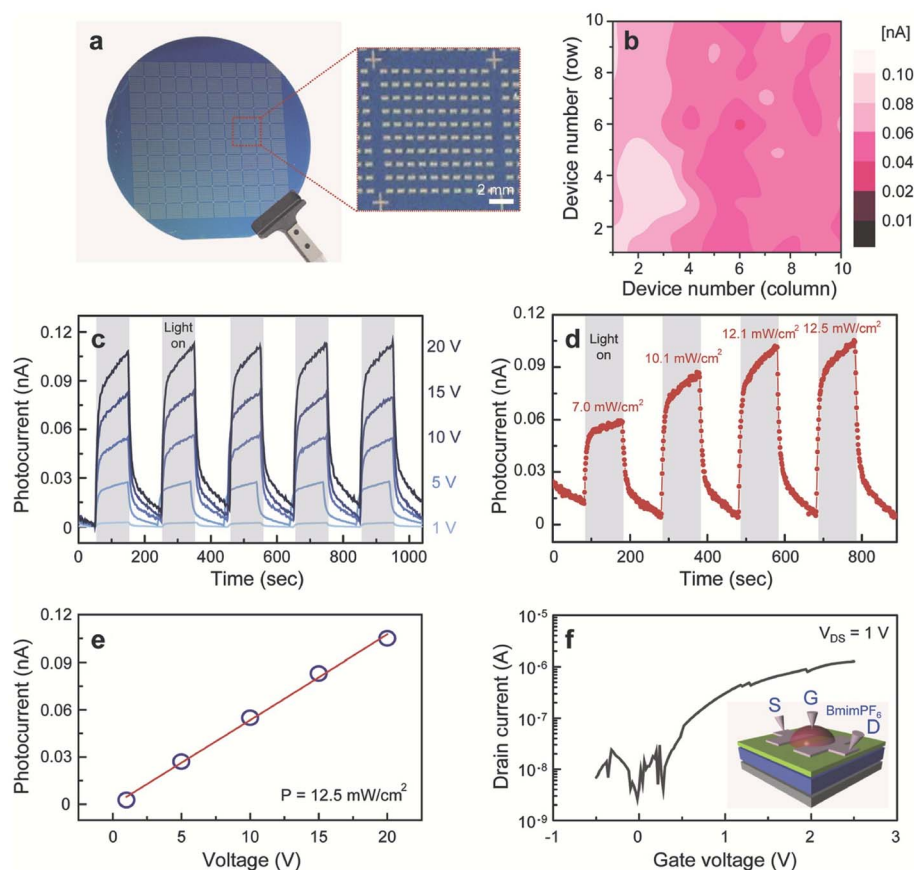 a
2 mm
b
10
8
6
4
2
Device number (row)
2
4
6
8
10
Device number (column)
[nA]
0.10
0.08
0.06
0.04
0.02
0.01
c
Light
on
0.12
0.09
0.06
0.03
0
Photocurrent (nA)
20 V
15 V
10 V
5 V
1 V
0
200
400
600
800
1000
Time (sec)
d
Light
on
7.0 mW/cm²
10.1 mW/cm²
12.1 mW/cm²
12.5 mW/cm²
0.12
0.09
0.06
0.03
0
Photocurrent (nA)
0
200
400
600
800
Time (sec)
e
0.12
0.09
0.06
0.03
0
Photocurrent (nA)
P = 12.5 mW/cm²
0
5
10
15
20
Voltage (V)
f
V_DS = 1 V
10⁻⁵
10⁻⁶
10⁻⁷
10⁻⁸
10⁻⁹
Drain current (A)
S
G
BmimPF₆
D
-1
0
1
2
3
Gate voltage (V)